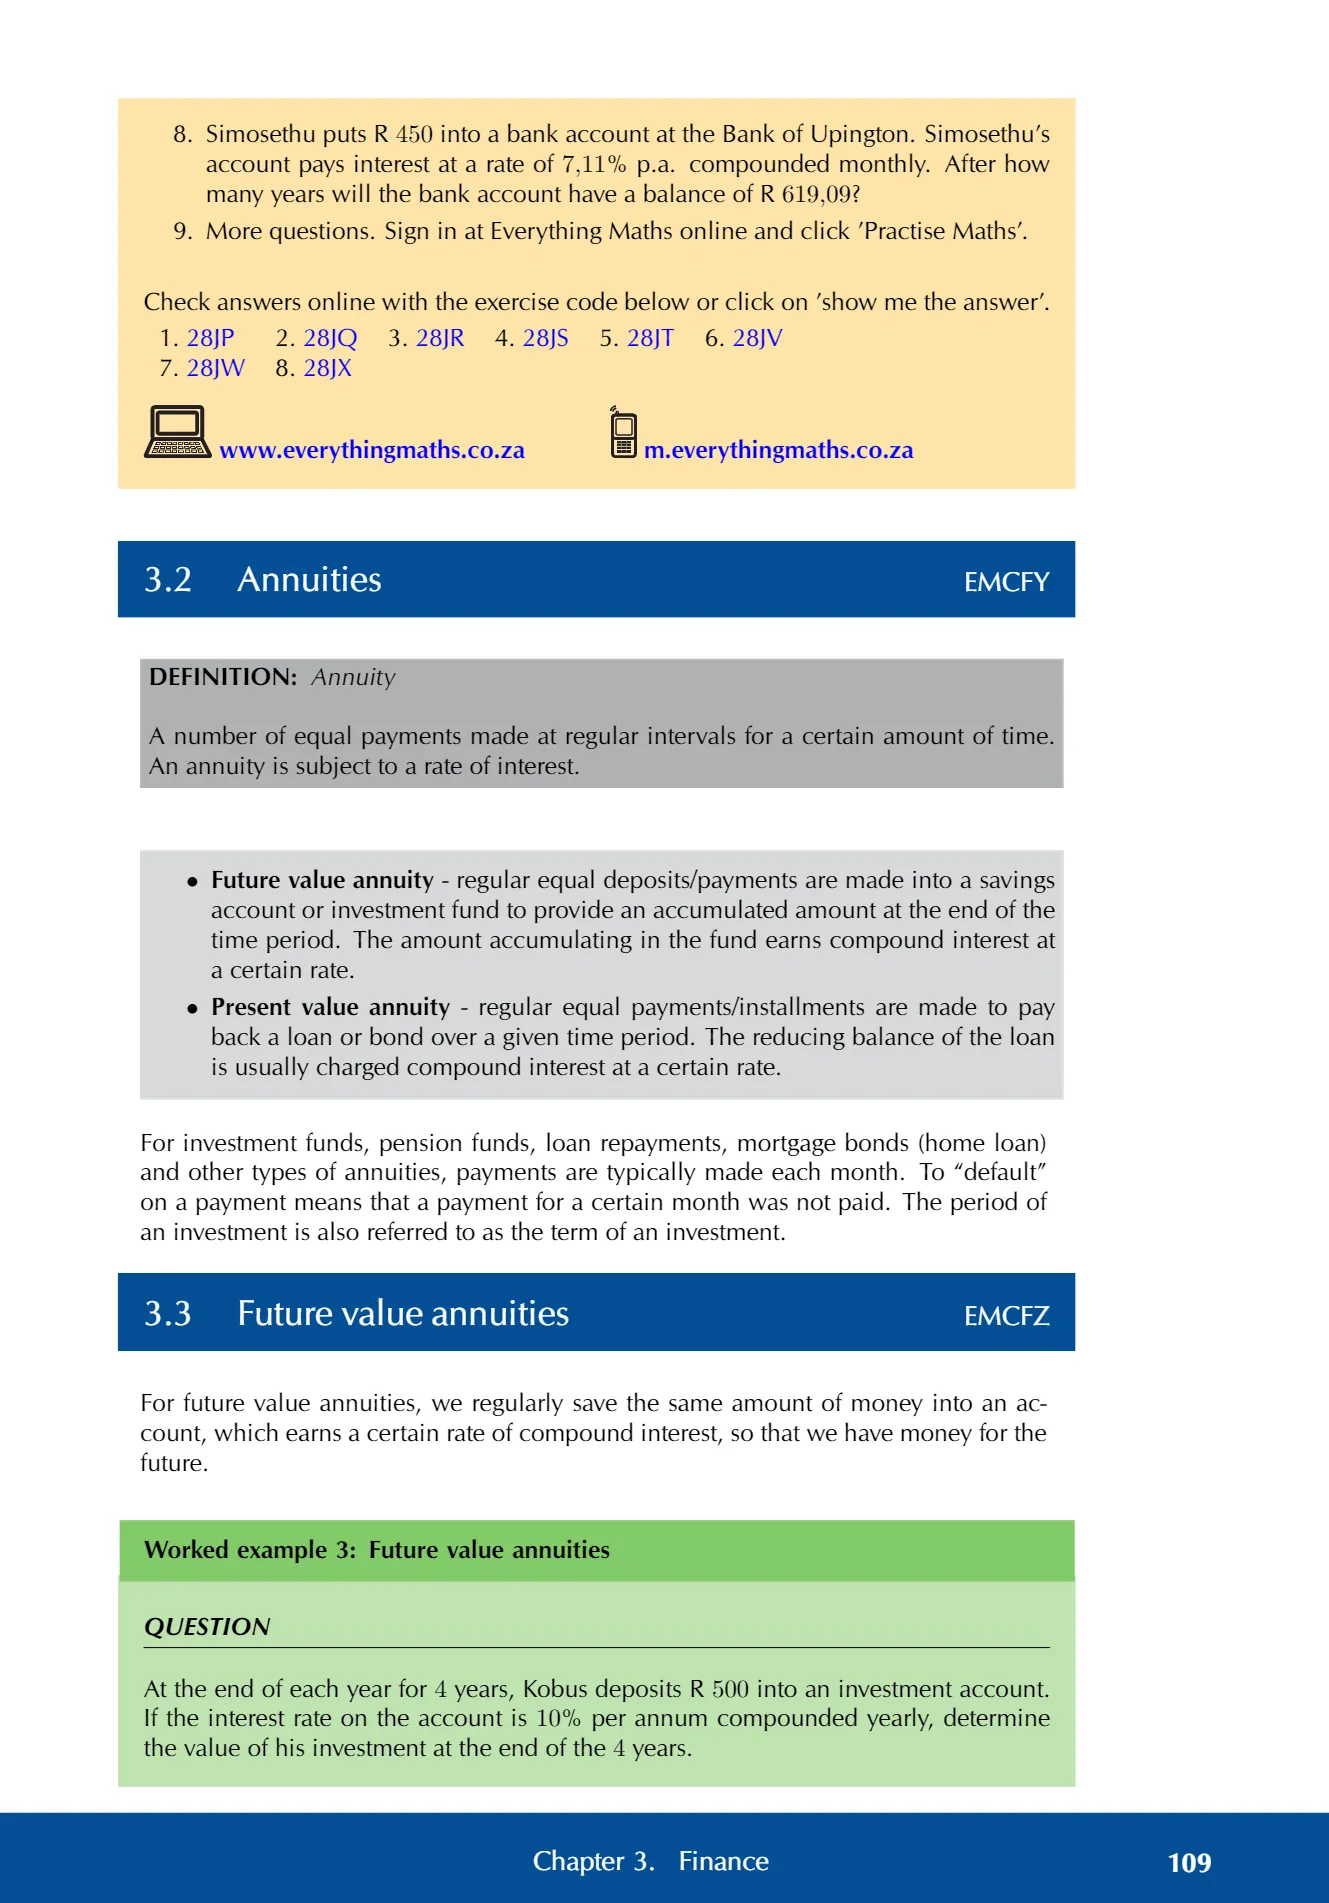 8. Simosethu puts R 450 into a bank account at the Bank of Upington. Simosethu's
account pays interest at a rate of 7,11% p.a. compounded monthly. After how
many years will the bank account have a balance of R 619,09?
9. More questions. Sign in at Everything Maths online and click 'Practise Maths'.
Check answers online with the exercise code below or click on 'show me the answer'.
1. 28JP 2. 28JQ 3. 28JR 4. 28JS 5. 28JT 6. 28JV
7. 28JW 8. 28JX
www.everythingmaths.co.za m.everythingmaths.co.za
3.2 Annuities EMCFY
DEFINITION: Annuity
A number of equal payments made at regular intervals for a certain amount of time.
An annuity is subject to a rate of interest.
• Future value annuity - regular equal deposits/payments are made into a savings
account or investment fund to provide an accumulated amount at the end of the
time period. The amount accumulating in the fund earns compound interest at
a certain rate.
• Present value annuity - regular equal payments/installments are made to pay
back a loan or bond over a given time period. The reducing balance of the loan
is usually charged compound interest at a certain rate.
For investment funds, pension funds, loan repayments, mortgage bonds (home loan)
and other types of annuities, payments are typically made each month. To “default”
on a payment means that a payment for a certain month was not paid. The period of
an investment is also referred to as the term of an investment.
3.3 Future value annuities EMCFZ
For future value annuities, we regularly save the same amount of money into an ac-
count, which earns a certain rate of compound interest, so that we have money for the
future.
Worked example 3: Future value annuities
QUESTION
At the end of each year for 4 years, Kobus deposits R 500 into an investment account.
If the interest rate on the account is 10% per annum compounded yearly, determine
the value of his investment at the end of the 4 years.
Chapter 3. Finance 109